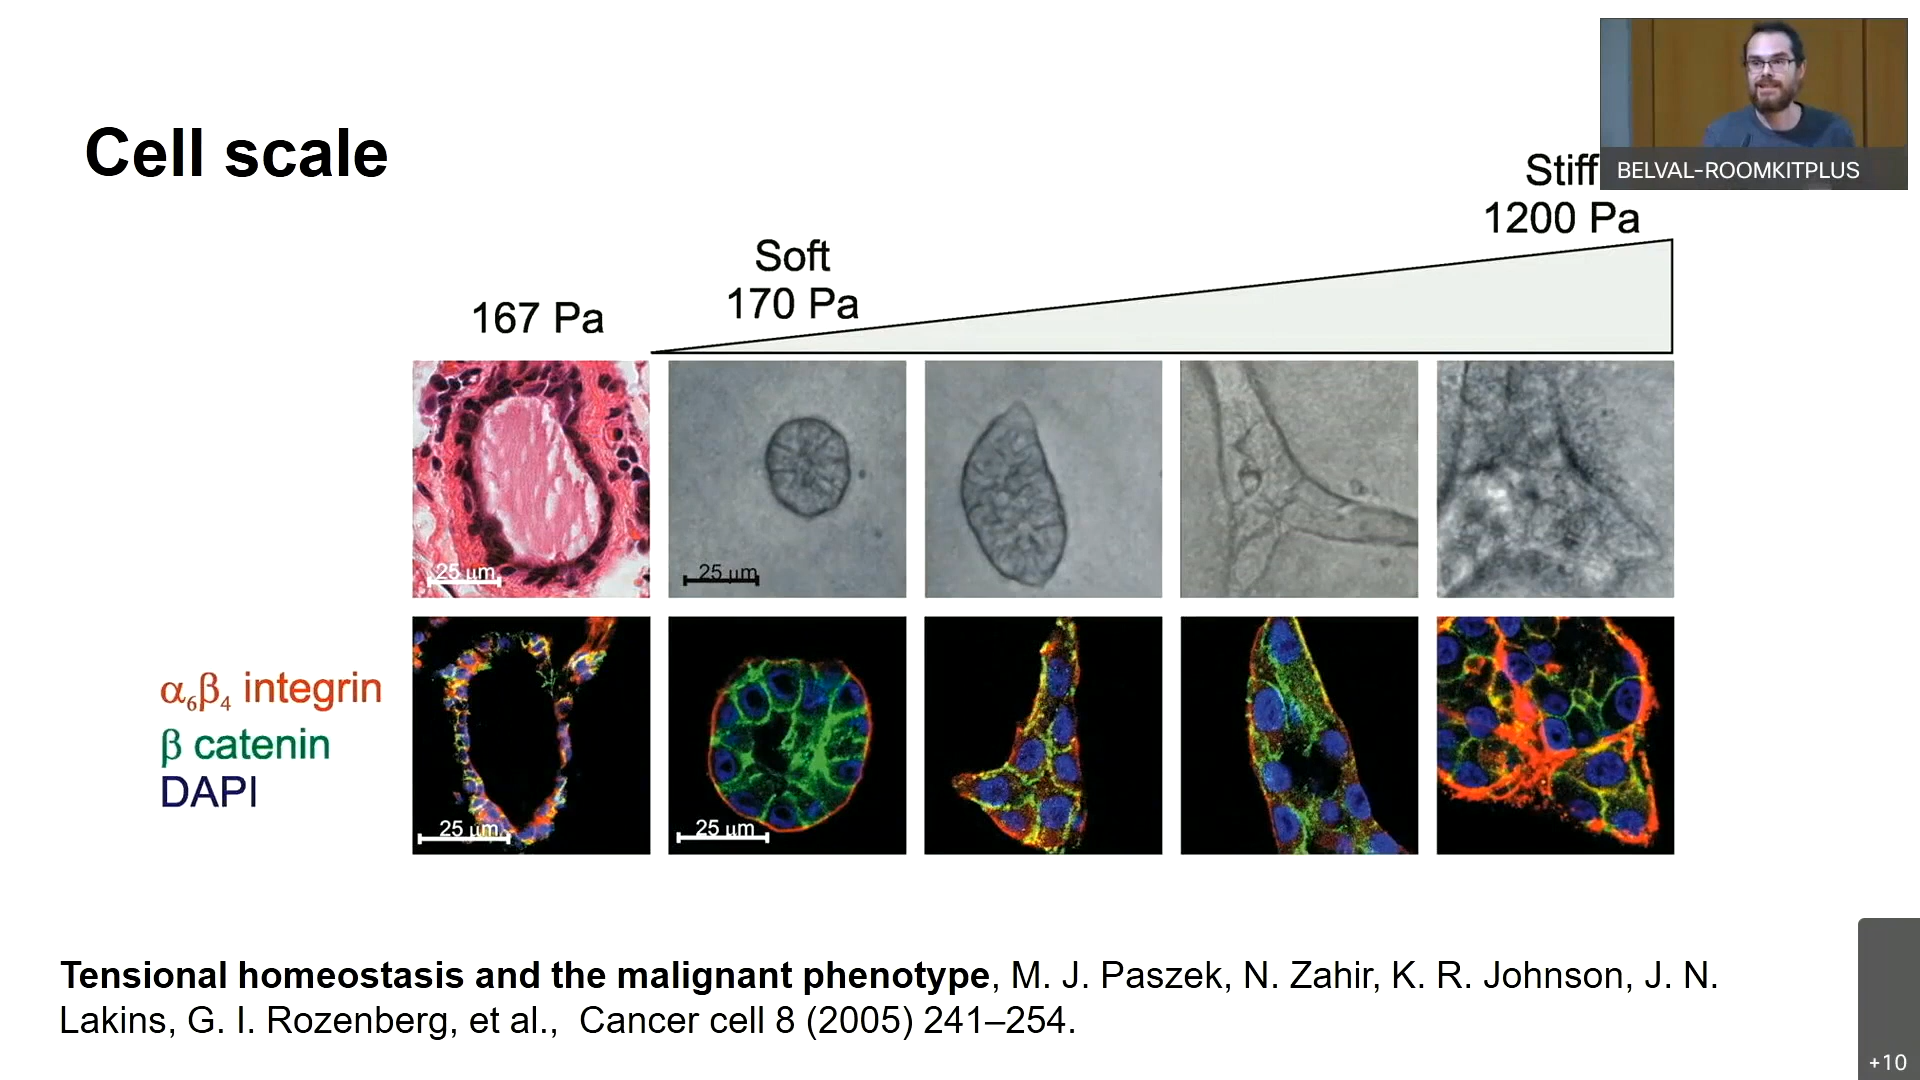 Cell scale
BELVAL-ROOMKITPLUS
Stiff
1200 Pa
Soft
170 Pa
167 Pa
25 µm
25 µm
α₆β₄ integrin
β catenin
DAPI
25 µm
25 µm
Tensional homeostasis and the malignant phenotype, M. J. Paszek, N. Zahir, K. R. Johnson, J. N.
Lakins, G. I. Rozenberg, et al., Cancer cell 8 (2005) 241–254.
+10